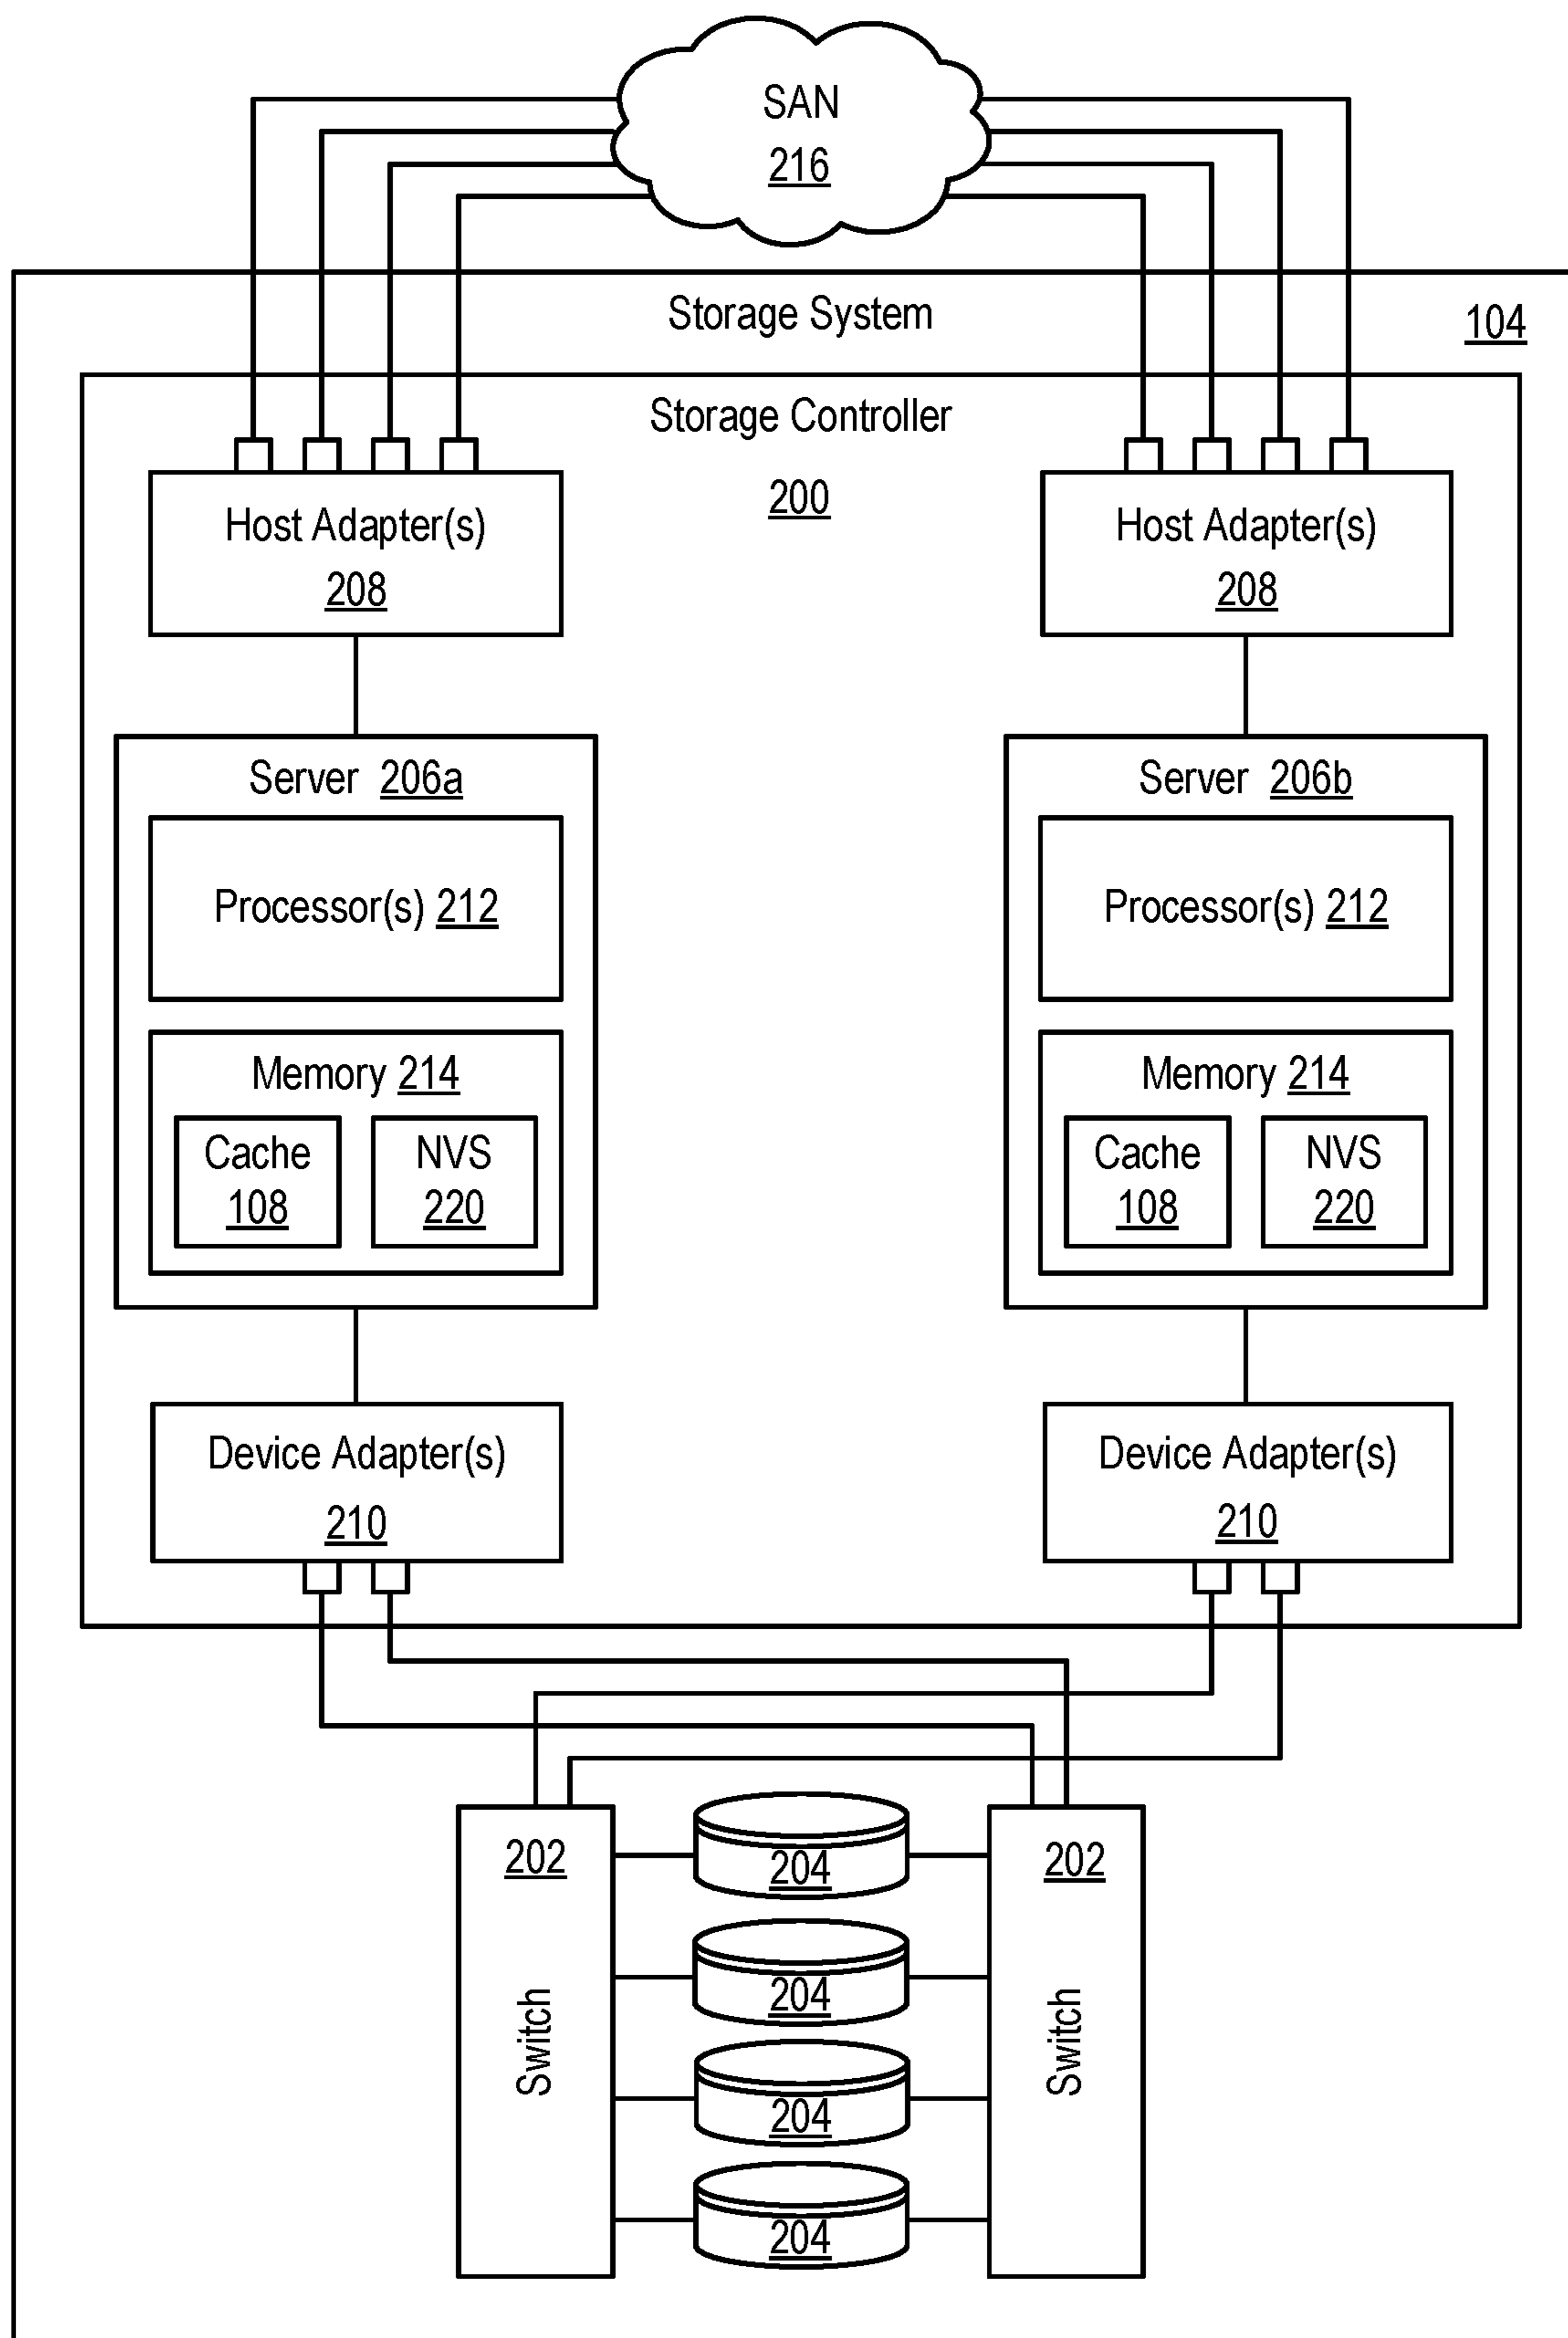 SAN
216
Storage System
104
Storage Controller
200
Host Adapter(s)
208
Host Adapter(s)
208
Server 206a
Processor(s) 212
Memory 214
Cache
108
NVS
220
Server 206b
Processor(s) 212
Memory 214
Cache
108
NVS
220
Device Adapter(s)
210
Device Adapter(s)
210
202
Switch
204
204
204
204
202
Switch